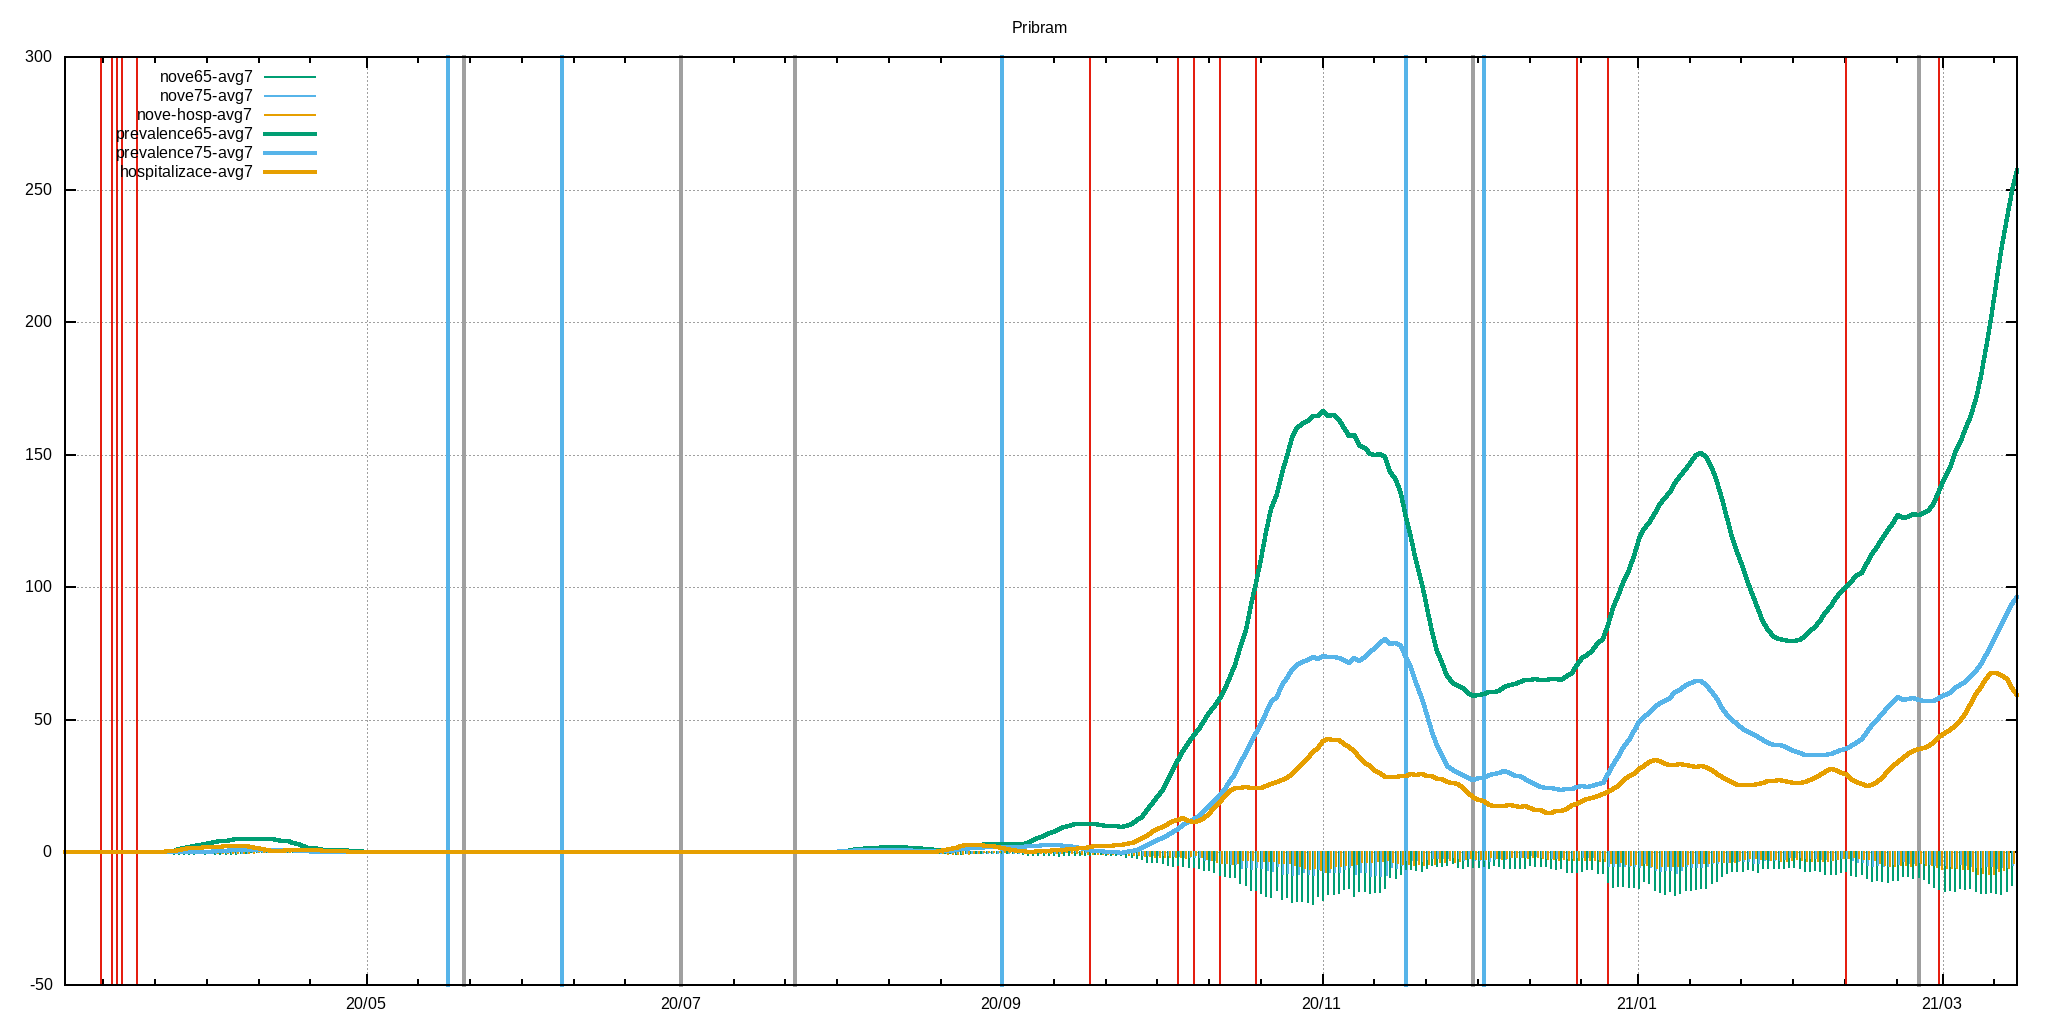 Pribram
300
250
200
150
100
50
0
-50
nove65-avg7
nove75-avg7
nove-hosp-avg7
prevalence65-avg7
prevalence75-avg7
hospitalizace-avg7
20/05 20/07 20/09 20/11 21/01 21/03